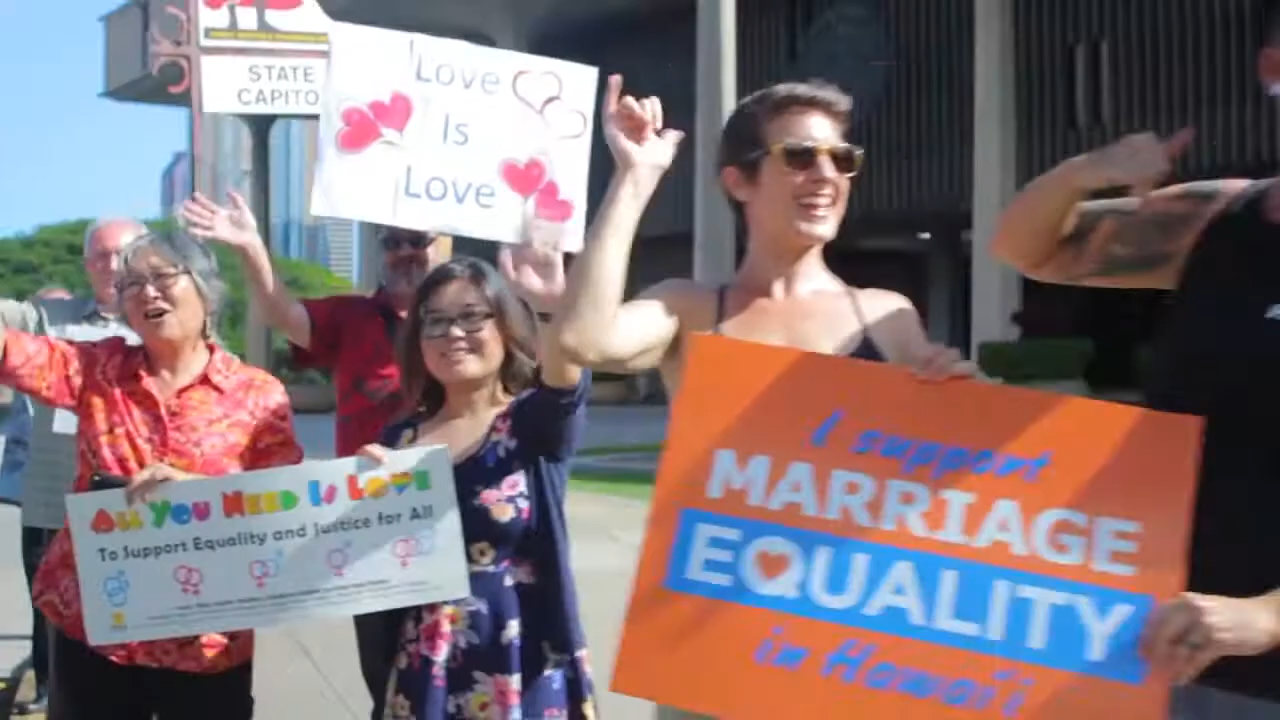 STATE
CAPITO
Love
Is
Love
ALL YOU NEED IS LOVE
To Support Equality and Justice for All
I support
MARRIAGE
EQUALITY
in Hawai'i